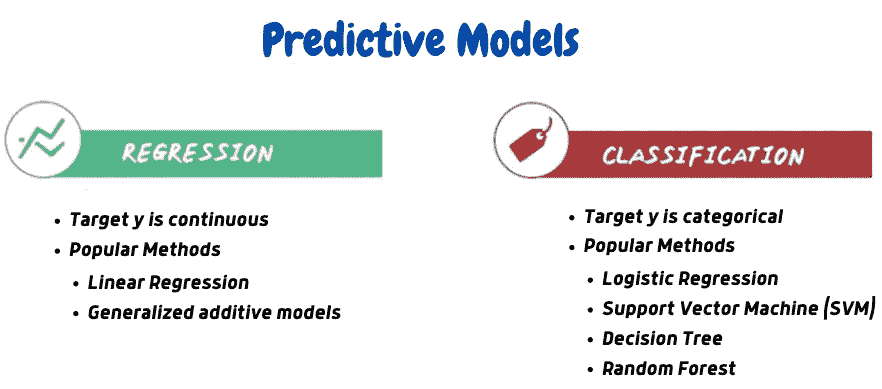 Predictive Models
REGRESSION
• Target y is continuous
• Popular Methods
• Linear Regression
• Generalized additive models
CLASSIFICATION
• Target y is categorical
• Popular Methods
• Logistic Regression
• Support Vector Machine (SVM)
• Decision Tree
• Random Forest